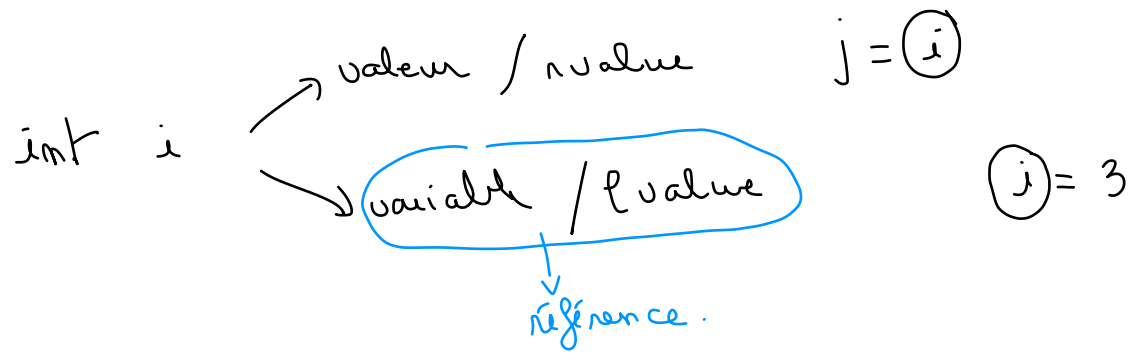 valeur / rvalue j = i
int i
variable / lvalue i = 3
référence.